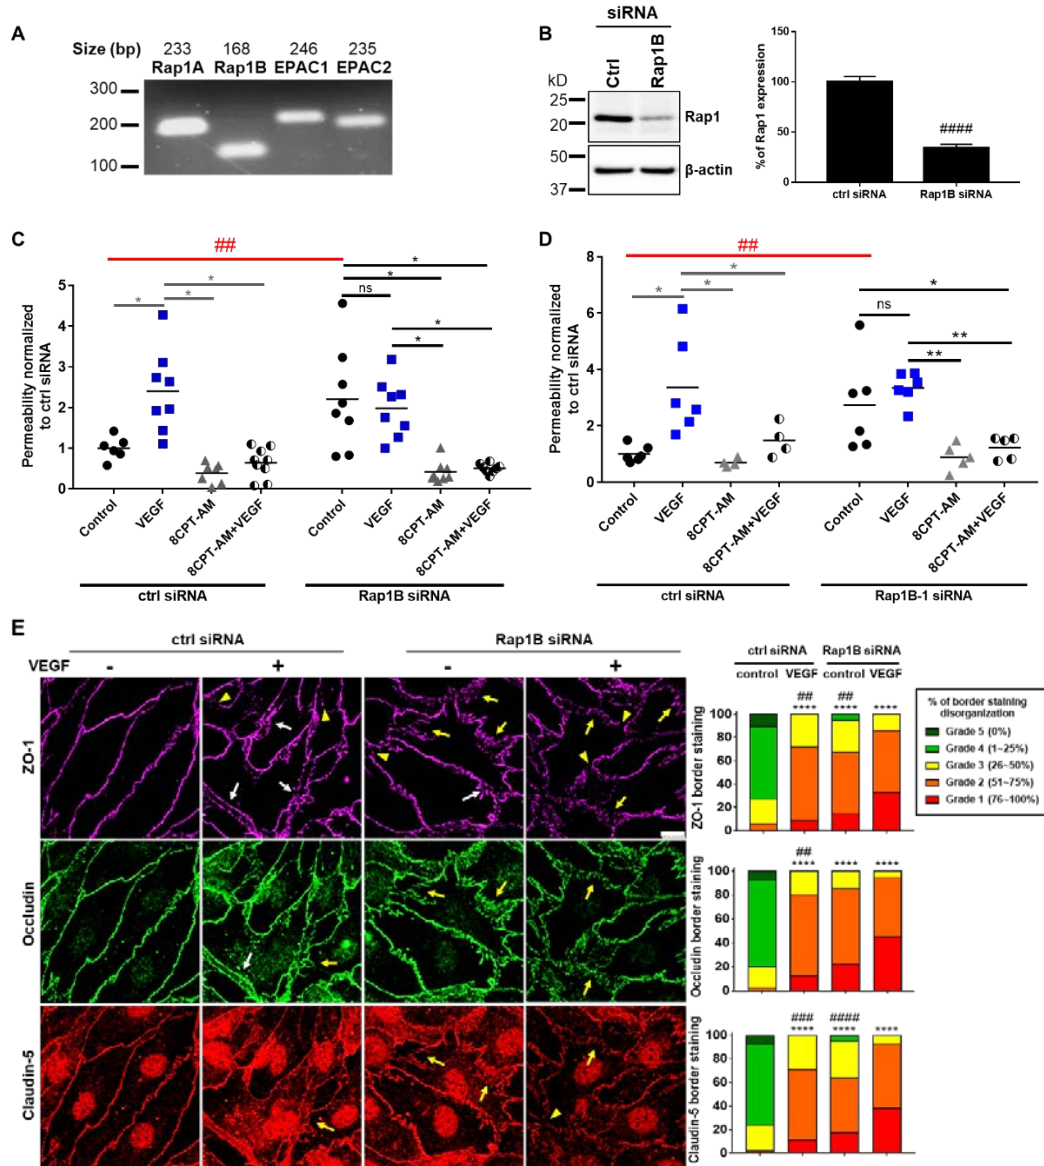 A
Size (bp) 233 168 246 235
Rap1A Rap1B EPAC1 EPAC2
300
200
100
B
siRNA
Ctrl Rap1B
kD
25
20
Rap1
50
37
β-actin
% of Rap1 expression
150
100
50
0
####
ctrl siRNA Rap1B siRNA
C
##
Permeability normalized
to ctrl siRNA
5
4
3
2
1
0
* * *
* * ns * *
Control VEGF 8CPT-AM 8CPT-AM+VEGF Control VEGF 8CPT-AM 8CPT-AM+VEGF
ctrl siRNA Rap1B siRNA
D
##
Permeability normalized
to ctrl siRNA
8
6
4
2
0
* * *
* ns ** **
Control VEGF 8CPT-AM 8CPT-AM+VEGF Control VEGF 8CPT-AM 8CPT-AM+VEGF
ctrl siRNA Rap1B-1 siRNA
E
ctrl siRNA Rap1B siRNA
VEGF - + - +
ZO-1
Occludin
Claudin-5
ctrl siRNA Rap1B siRNA
control VEGF control VEGF
## ##
**** **** ****
ZO-1 border staining
100
80
60
40
20
0
% of border staining
disorganization
Grade 5 (0%)
Grade 4 (1~25%)
Grade 3 (26~50%)
Grade 2 (51~75%)
Grade 1 (76~100%)
##
**** **** ****
Occludin border staining
100
80
60
40
20
0
### ####
**** **** ****
Claudin-5 border staining
100
80
60
40
20
0